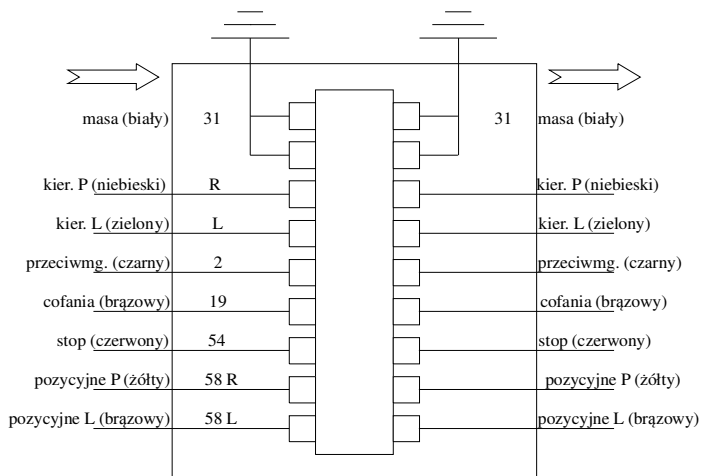 masa (biały) 31 31 masa (biały)
kier. P (niebieski) R kier. P (niebieski)
kier. L (zielony) L kier. L (zielony)
przeciwmg. (czarny) 2 przeciwmg. (czarny)
cofania (brązowy) 19 cofania (brązowy)
stop (czerwony) 54 stop (czerwony)
pozycyjne P (żółty) 58 R pozycyjne P (żółty)
pozycyjne L (brązowy) 58 L pozycyjne L (brązowy)